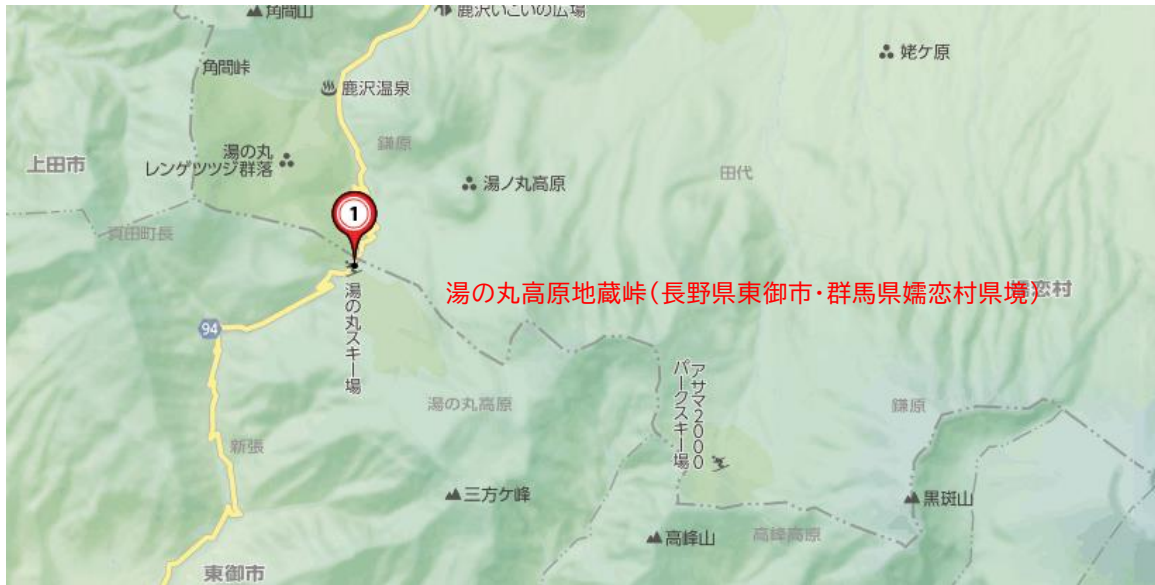 角間山
鹿沢いこいの広場
角間峠
姥ケ原
鹿沢温泉
鎌原
湯の丸
レンゲツツジ群落
上田市
田代
湯ノ丸高原
1
真田町長
湯の丸高原地蔵峠(長野県東御市・群馬県嬬恋村県境)
嬬恋村
94
湯の丸スキー場
アサマ2000
パークスキー場
湯の丸高原
鎌原
新張
三方ケ峰
黒斑山
高峰山
高峰高原
東御市